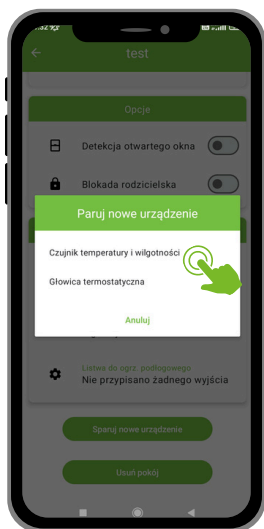 test
Opcje
Detekcja otwartego okna
Blokada rodzicielska
Paruj nowe urządzenie
Czujnik temperatury i wilgotności
Głowica termostatyczna
Anuluj
Listwa do ogrz. podłogowego
Nie przypisano żadnego wyjścia
Sparuj nowe urządzenie
Usuń pokój